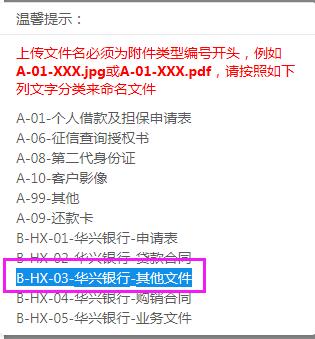 温馨提示：
上传文件名必须为附件类型编号开头，例如
A-01-XXX.jpg或A-01-XXX.pdf，请按照如下
列文字分类来命名文件
A-01-个人借款及担保申请表
A-06-征信查询授权书
A-08-第二代身份证
A-10-客户影像
A-99-其他
A-09-还款卡
B-HX-01-华兴银行-申请表
B-HX-02-华兴银行-贷款合同
B-HX-03-华兴银行-其他文件
B-HX-04-华兴银行-购销合同
B-HX-05-华兴银行-业务文件